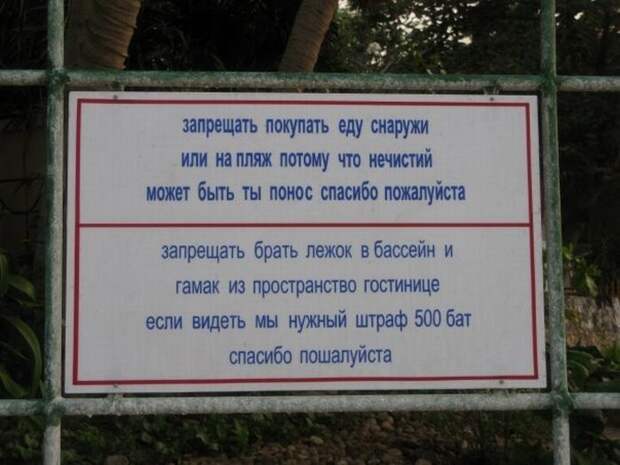 запрещать покупать еду снаружи
или на пляж потому что нечистий
может быть ты понос спасибо пожалуйста
запрещать брать лежок в бассейн и
гамак из пространство гостинице
если видеть мы нужный штраф 500 бат
спасибо пошалуйста